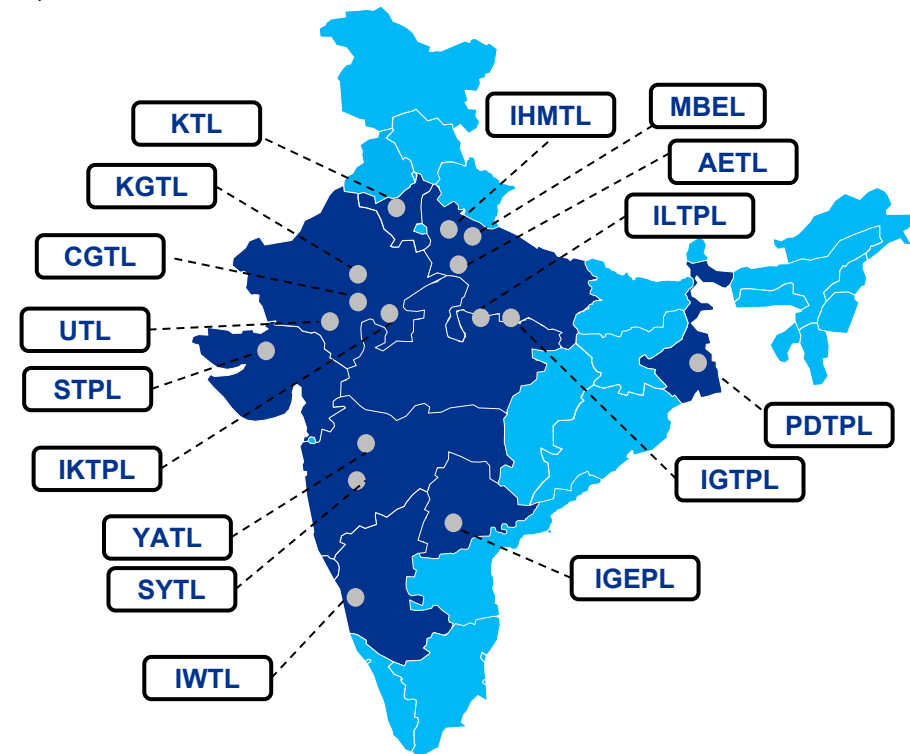 KTL
IHMTL
MBEL
AETL
KGTL
ILTPL
CGTL
UTL
STPL
PDTPL
IKTPL
IGTPL
YATL
SYTL
IGEPL
IWTL